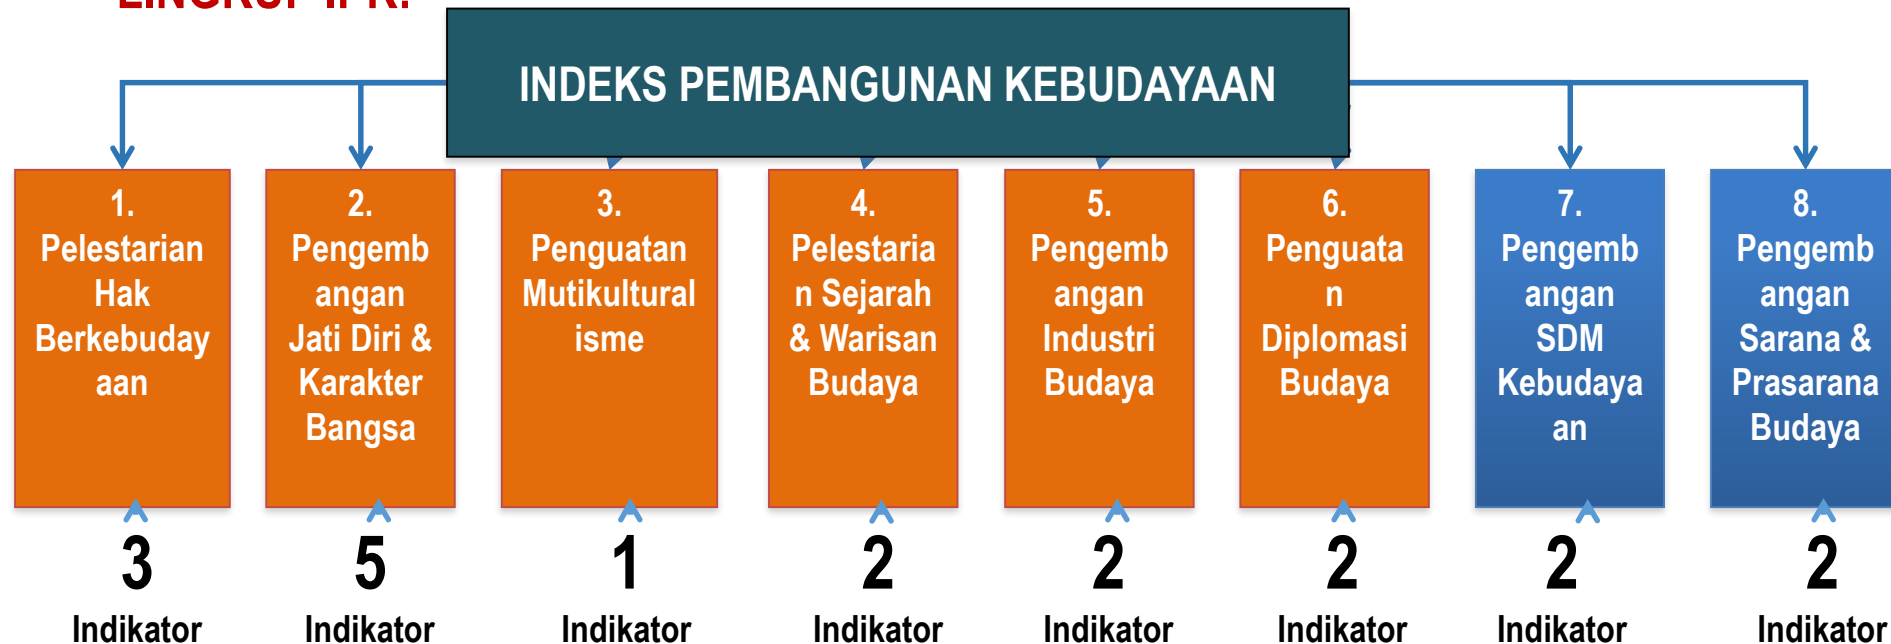 INDEKS PEMBANGUNAN KEBUDAYAAN
1.
Pelestarian
Hak
Berkebuday
aan
2.
Pengemb
angan
Jati Diri &
Karakter
Bangsa
3.
Penguatan
Mutikultural
isme
4.
Pelestaria
n Sejarah
& Warisan
Budaya
5.
Pengemb
angan
Industri
Budaya
6.
Penguata
n
Diplomasi
Budaya
7.
Pengemb
angan
SDM
Kebudaya
an
8.
Pengemb
angan
Sarana &
Prasarana
Budaya
3
Indikator
5
Indikator
1
Indikator
2
Indikator
2
Indikator
2
Indikator
2
Indikator
2
Indikator